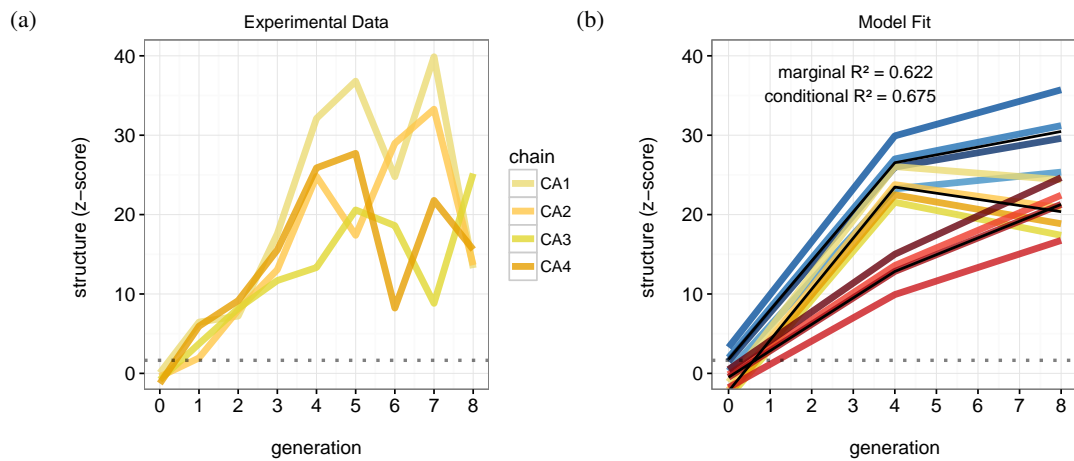 (a)
Experimental Data
structure (z−score)
40
30
20
10
0
0 1 2 3 4 5 6 7 8
generation
chain
CA1
CA2
CA3
CA4
(b)
Model Fit
marginal R² = 0.622
conditional R² = 0.675
structure (z−score)
40
30
20
10
0
0 1 2 3 4 5 6 7 8
generation